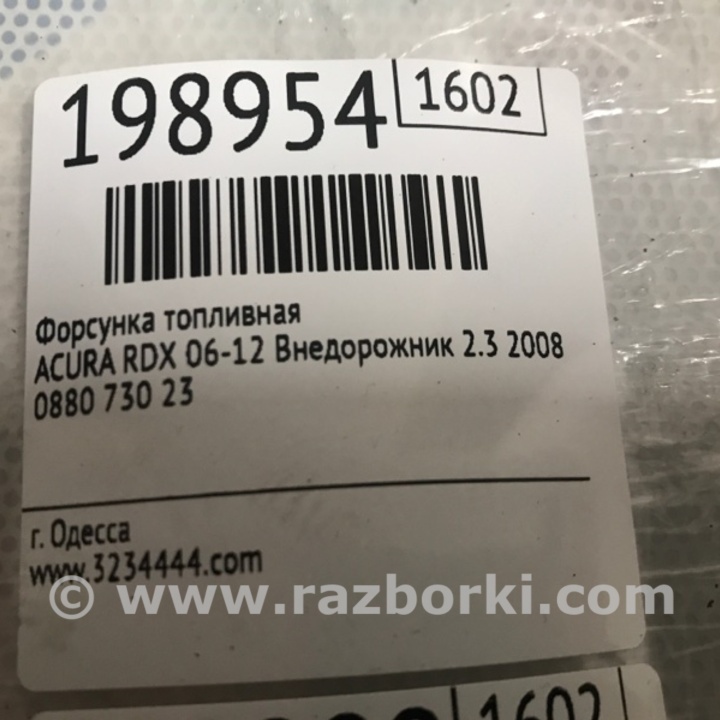 198954 1602
Форсунка топливная
ACURA RDX 06-12 Внедорожник 2.3 2008
0880 730 23
г. Одесса
www.3234444.com
© www.razborki.com
1602